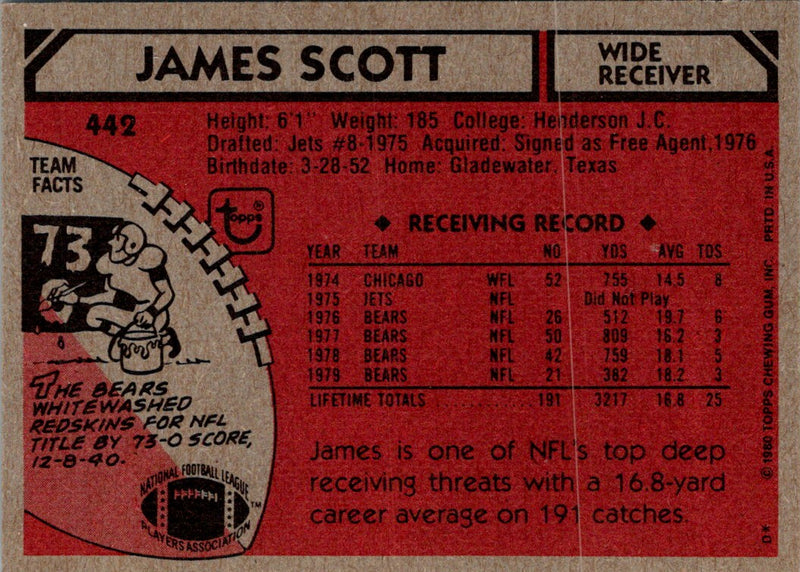 JAMES SCOTT
WIDE
RECEIVER
442
Height: 6'1" Weight: 185 College: Henderson J.C
Drafted: Jets #8-1975 Acquired: Signed as Free Agent,1976
Birthdate: 3-28-52 Home: Gladewater, Texas
TEAM
FACTS
73
topps®
◆ RECEIVING RECORD ◆
YEAR TEAM NO YDS AVG TDS
1974 CHICAGO WFL 52 755 14.5 8
1975 JETS NFL Did Not Play
1976 BEARS NFL 26 512 19.7 6
1977 BEARS NFL 50 809 16.2 3
1978 BEARS NFL 42 759 18.1 5
1979 BEARS NFL 21 382 18.2 3
LIFETIME TOTALS 191 3217 16.8 25
THE BEARS
WHITEWASHED
REDSKINS FOR NFL
TITLE BY 73-0 SCORE,
12-8-40.
NATIONAL FOOTBALL LEAGUE
PLAYERS ASSOCIATION
TM
James is one of NFL's top deep
receiving threats with a 16.8-yard
career average on 191 catches.
© 1980 TOPPS CHEWING GUM, INC. PRTD. IN U.S.A.
D*